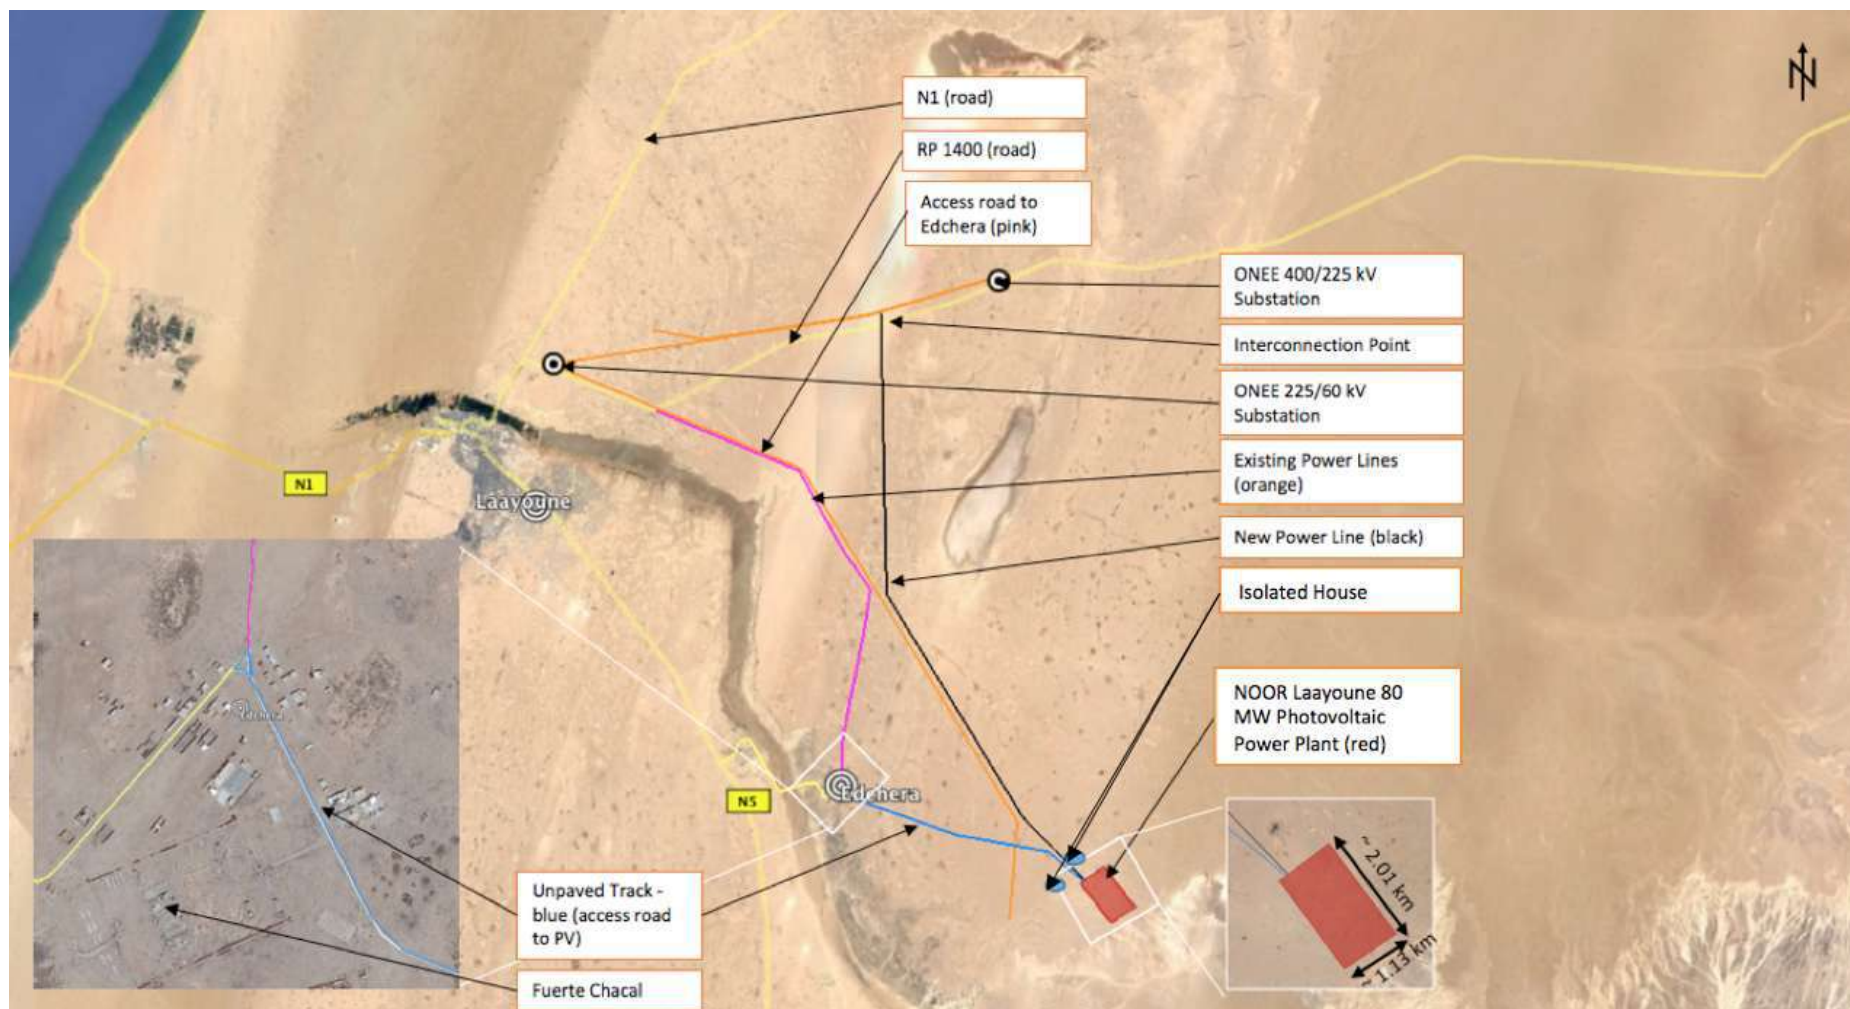 N1 (road)
RP 1400 (road)
Access road to
Edchera (pink)
ONEE 400/225 kV
Substation
Interconnection Point
ONEE 225/60 kV
Substation
Existing Power Lines
(orange)
New Power Line (black)
Isolated House
NOOR Laayoune 80
MW Photovoltaic
Power Plant (red)
N1
Laayoune
Edchera
N5
Edchera
Unpaved Track -
blue (access road
to PV)
Fuerte Chacal
~ 2.01 km
1.13 km
N